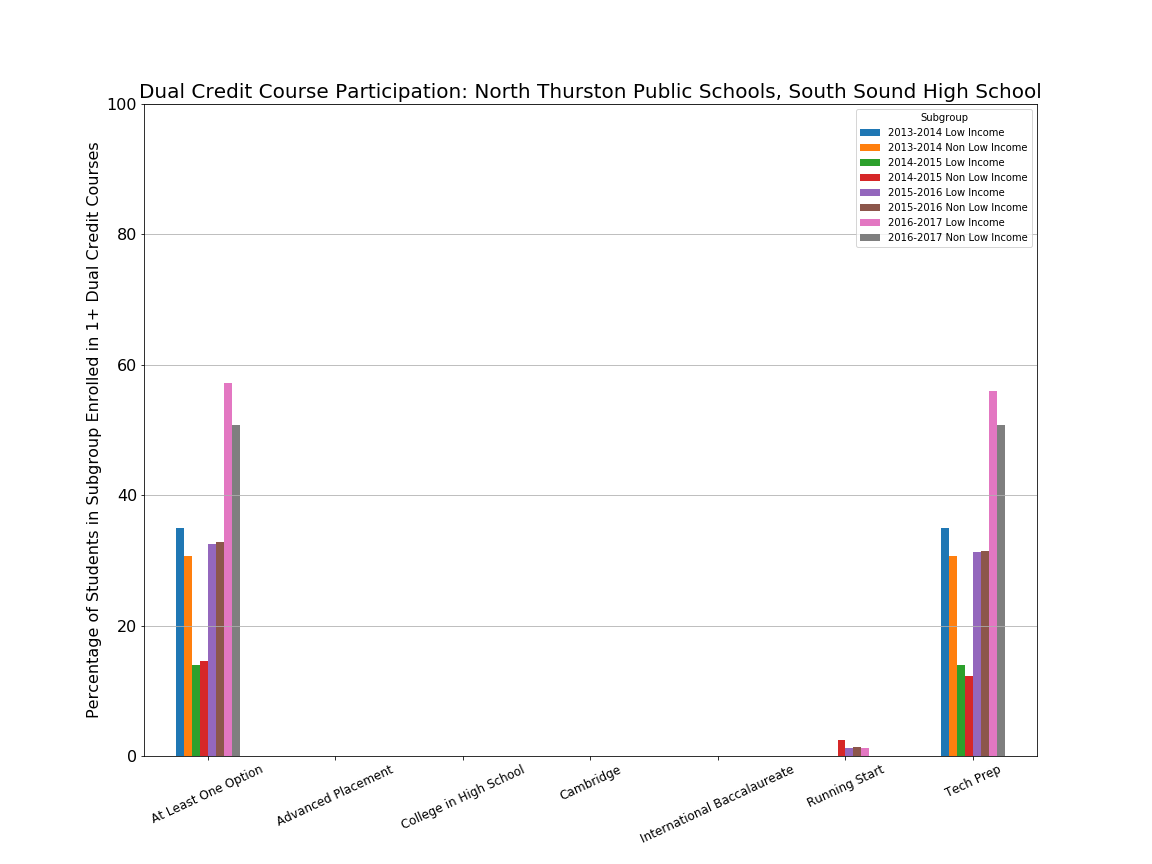 Dual Credit Course Participation: North Thurston Public Schools, South Sound High School
Percentage of Students in Subgroup Enrolled in 1+ Dual Credit Courses
100
80
60
40
20
0
Subgroup
2013-2014 Low Income
2013-2014 Non Low Income
2014-2015 Low Income
2014-2015 Non Low Income
2015-2016 Low Income
2015-2016 Non Low Income
2016-2017 Low Income
2016-2017 Non Low Income
At Least One Option
Advanced Placement
College in High School
Cambridge
International Baccalaureate
Running Start
Tech Prep